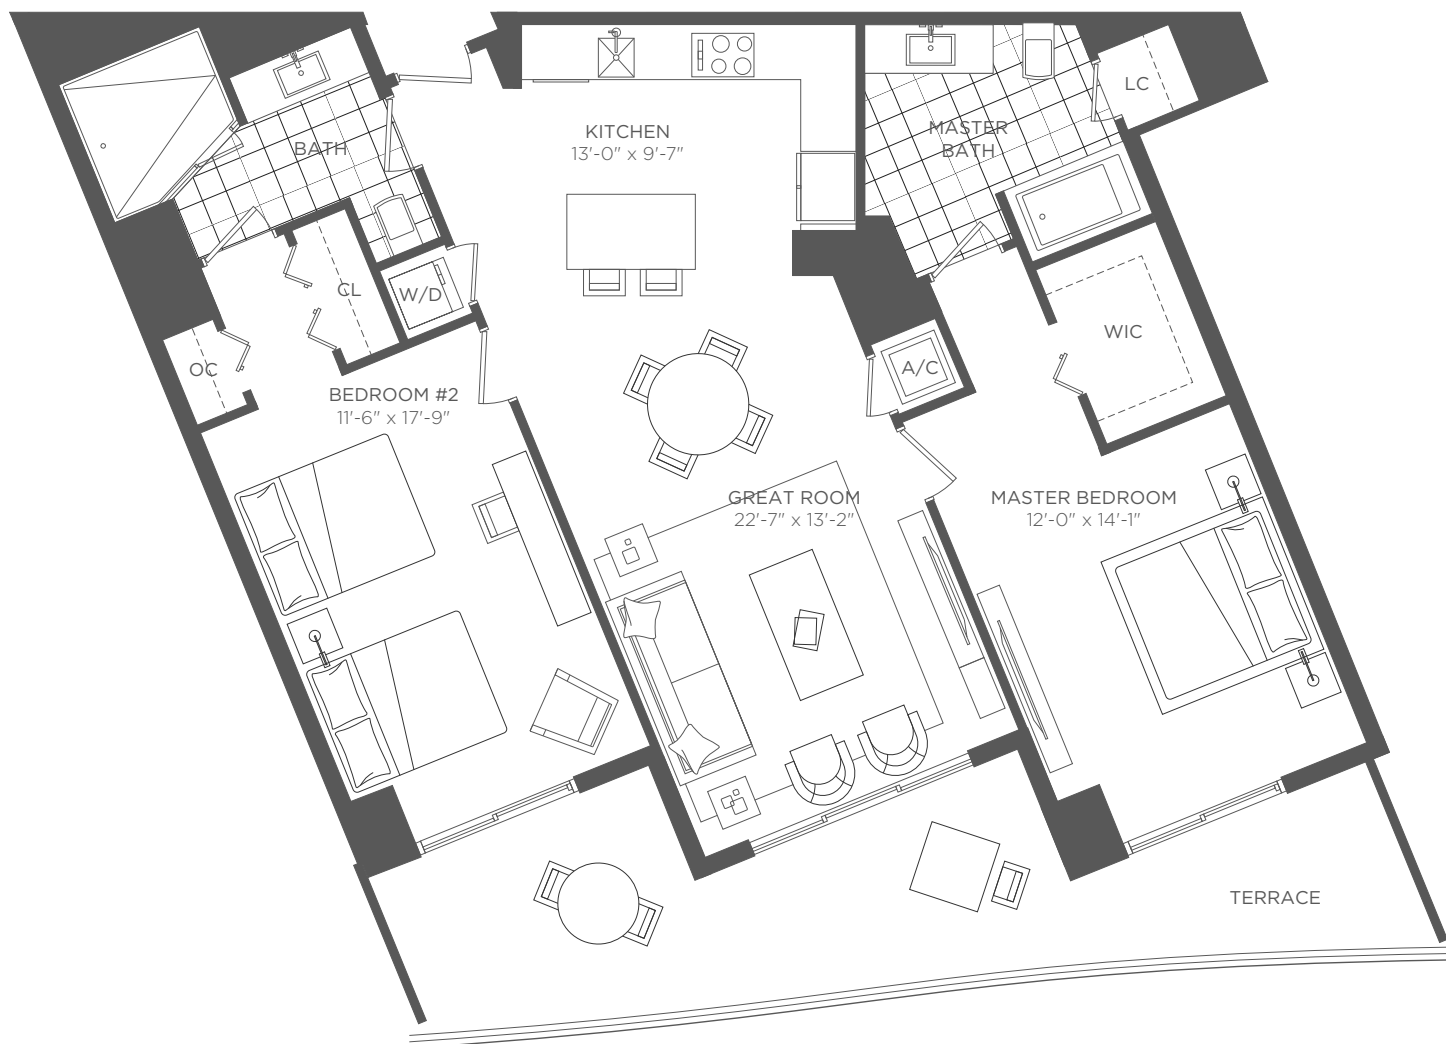 LC
KITCHEN
13'-0" x 9'-7"
MASTER
BATH
BATH
CL
W/D
WIC
OC
A/C
BEDROOM #2
11'-6" x 17'-9"
GREAT ROOM
22'-7" x 13'-2"
MASTER BEDROOM
12'-0" x 14'-1"
TERRACE